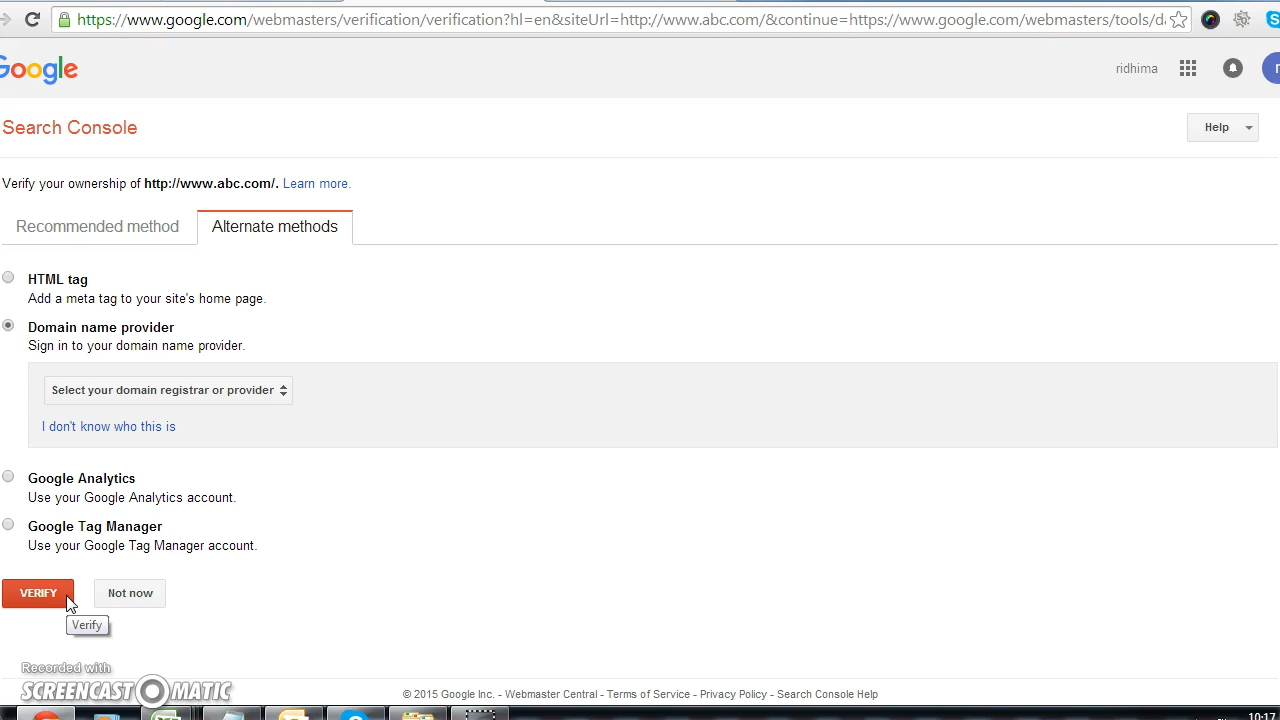 https://www.google.com/webmasters/verification/verification?hl=en&siteUrl=http://www.abc.com/&continue=https://www.google.com/webmasters/tools/da
Google
ridhima
Search Console
Help
Verify your ownership of http://www.abc.com/. Learn more.
Recommended method
Alternate methods
HTML tag
Add a meta tag to your site's home page.
Domain name provider
Sign in to your domain name provider.
Select your domain registrar or provider
I don't know who this is
Google Analytics
Use your Google Analytics account.
Google Tag Manager
Use your Google Tag Manager account.
VERIFY
Not now
Verify
Recorded with
SCREENCAST MATIC
© 2015 Google Inc. - Webmaster Central - Terms of Service - Privacy Policy - Search Console Help
10:17